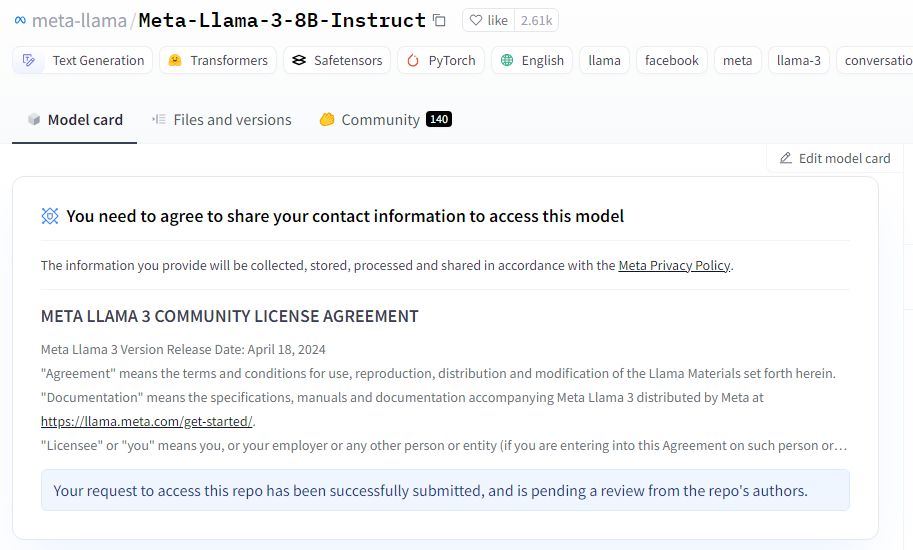 meta-llama/Meta-Llama-3-8B-Instruct like 2.61k
Text Generation Transformers Safetensors PyTorch English llama facebook meta llama-3 conversatio
Model card Files and versions Community 140
Edit model card
You need to agree to share your contact information to access this model
The information you provide will be collected, stored, processed and shared in accordance with the Meta Privacy Policy.
META LLAMA 3 COMMUNITY LICENSE AGREEMENT
Meta Llama 3 Version Release Date: April 18, 2024
"Agreement" means the terms and conditions for use, reproduction, distribution and modification of the Llama Materials set forth herein.
"Documentation" means the specifications, manuals and documentation accompanying Meta Llama 3 distributed by Meta at
https://llama.meta.com/get-started/.
"Licensee" or "you" means you, or your employer or any other person or entity (if you are entering into this Agreement on such person or…
Your request to access this repo has been successfully submitted, and is pending a review from the repo's authors.